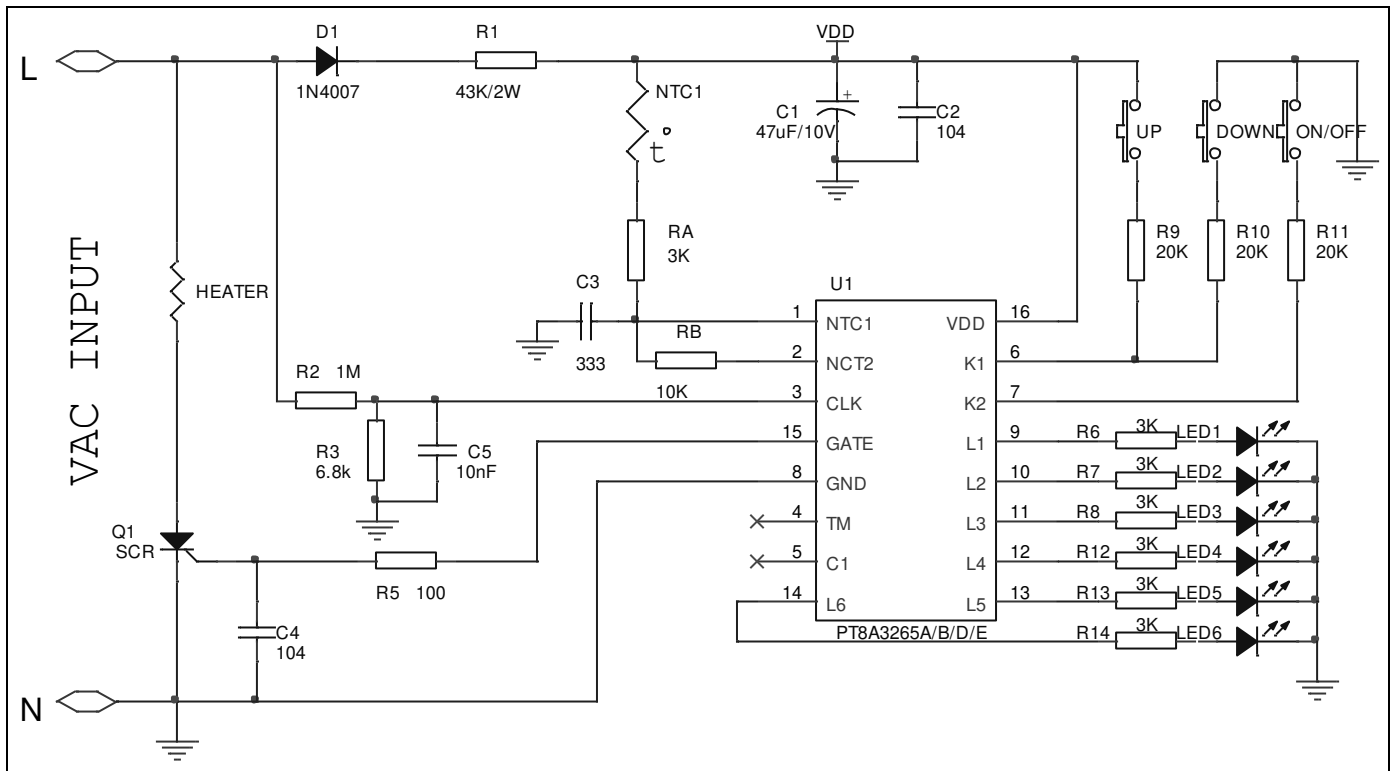 D1
R1
VDD
L
1N4007
43K/2W
NTC1
C1
+
47uF/10V
C2
104
UP
DOWN
ON/OFF
t°
VAC INPUT
HEATER
RA
3K
R9
20K
R10
20K
R11
20K
C3
333
U1
RB
10K
R2 1M
R3
6.8k
C5
10nF
1
NTC1
VDD
16
2
NCT2
K1
6
3
CLK
K2
7
15
GATE
L1
9
R6
3K
LED1
8
GND
L2
10
R7
3K
LED2
4
TM
L3
11
R8
3K
LED3
5
C1
L4
12
R12
3K
LED4
14
L6
L5
13
R13
3K
LED5
PT8A3265A/B/D/E
R14
3K
LED6
Q1
SCR
R5 100
C4
104
N